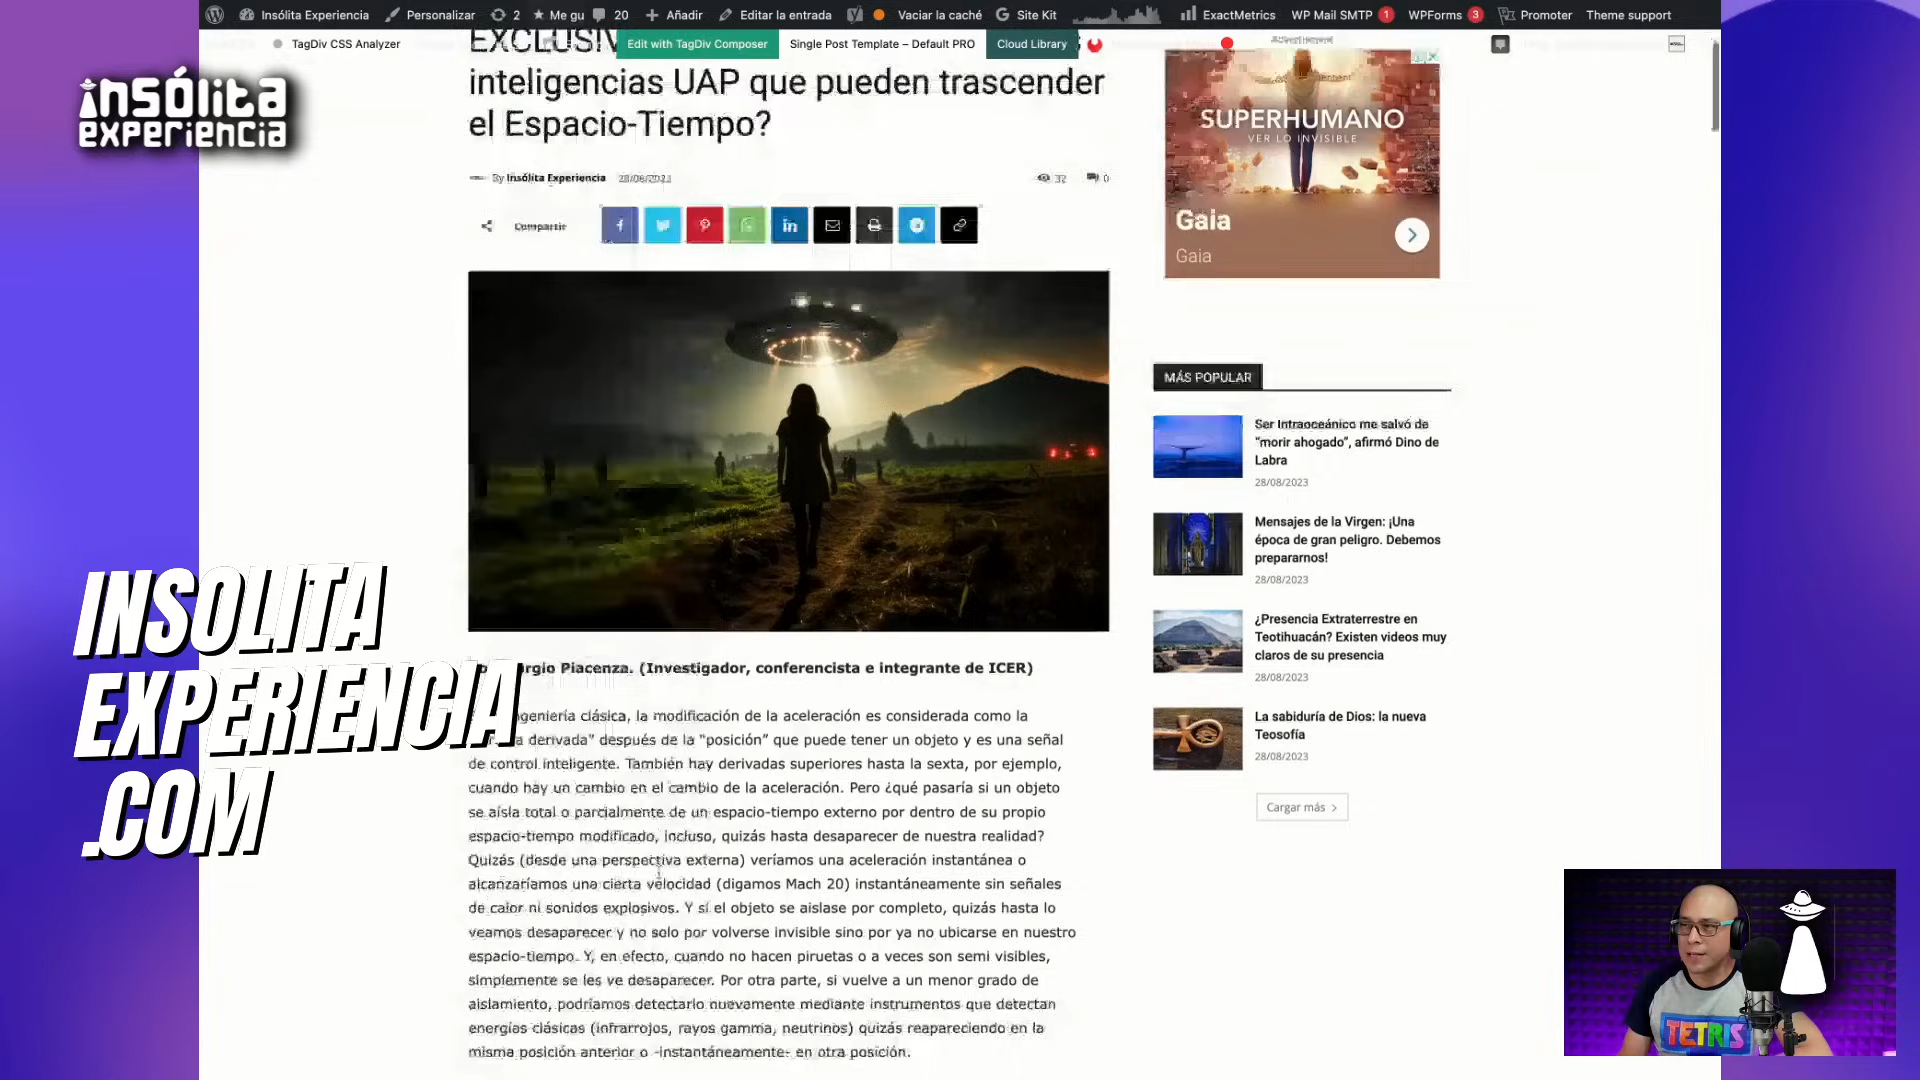 Insólita Experiencia
Personalizar
2
Me gu
20
Añadir
Editar la entrada
Vaciar la caché
Site Kit
ExactMetrics
WP Mail SMTP 1
WPForms 3
Promoter
Theme support
TagDiv CSS Analyzer
Edit with TagDiv Composer
Single Post Template – Default PRO
Cloud Library
insólita
experiencia
inteligencias UAP que pueden trascender
el Espacio-Tiempo?
By Insólita Experiencia
32
0
Compartir
SUPERHUMANO
VER LO INVISIBLE
Gaia
Gaia
MÁS POPULAR
Ser Intraoceánico me salvó de
“morir ahogado”, afirmó Dino de
Labra
28/08/2023
Mensajes de la Virgen: ¡Una
época de gran peligro. Debemos
prepararnos!
28/08/2023
¿Presencia Extraterrestre en
Teotihuacán? Existen videos muy
claros de su presencia
28/08/2023
La sabiduría de Dios: la nueva
Teosofía
28/08/2023
Cargar más
INSOLITA
EXPERIENCIA
.COM
Piacenza. (Investigador, conferencista e integrante de ICER)
clásica, la modificación de la aceleración es considerada como la
derivada” después de la “posición” que puede tener un objeto y es una señal
de control inteligente. También hay derivadas superiores hasta la sexta, por ejemplo,
cuando hay un cambio en el cambio de la aceleración. Pero ¿qué pasaría si un objeto
se aísla total o parcialmente de un espacio-tiempo externo por dentro de su propio
espacio-tiempo modificado, incluso, quizás hasta desaparecer de nuestra realidad?
Quizás (desde una perspectiva externa) veríamos una aceleración instantánea o
alcanzaríamos una cierta velocidad (digamos Mach 20) instantáneamente sin señales
de calor ni sonidos explosivos. Y si el objeto se aislase por completo, quizás hasta lo
veamos desaparecer y no solo por volverse invisible sino por ya no ubicarse en nuestro
espacio-tiempo. Y, en efecto, cuando no hacen piruetas o a veces son semi visibles,
simplemente se les ve desaparecer. Por otra parte, si vuelve a un menor grado de
aislamiento, podríamos detectarlo nuevamente mediante instrumentos que detectan
energías clásicas (infrarrojos, rayos gamma, neutrinos) quizás reapareciendo en la
misma posición anterior o -instantáneamente- en otra posición.
TETRIS